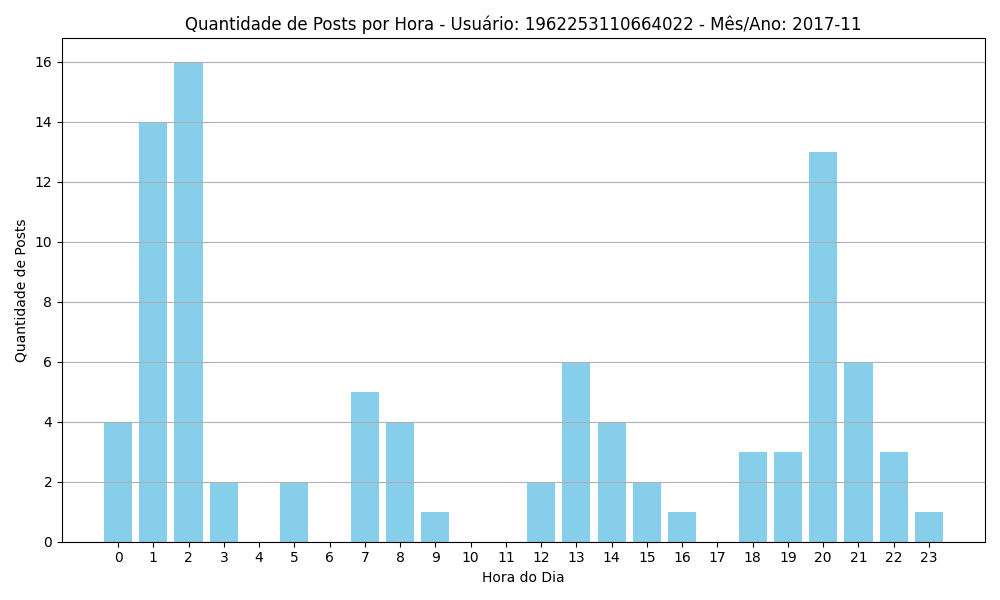 Quantidade de Posts por Hora - Usuário: 1962253110664022 - Mês/Ano: 2017-11
Quantidade de Posts
16
14
12
10
8
6
4
2
0
0 1 2 3 4 5 6 7 8 9 10 11 12 13 14 15 16 17 18 19 20 21 22 23
Hora do Dia